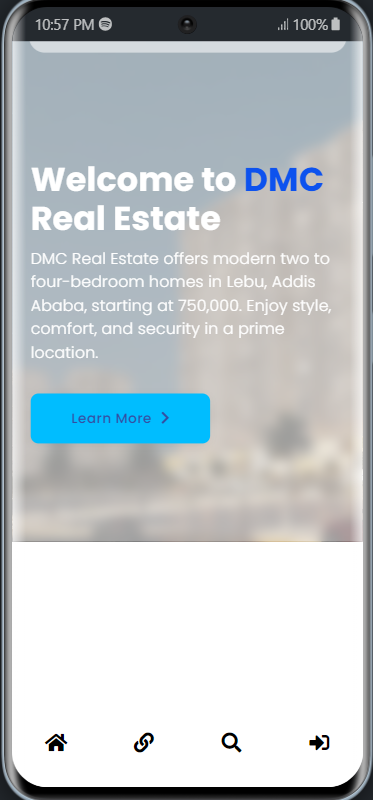 10:57 PM 100%
Welcome to DMC
Real Estate
DMC Real Estate offers modern two to
four-bedroom homes in Lebu, Addis
Ababa, starting at 750,000. Enjoy style,
comfort, and security in a prime
location.
Learn More